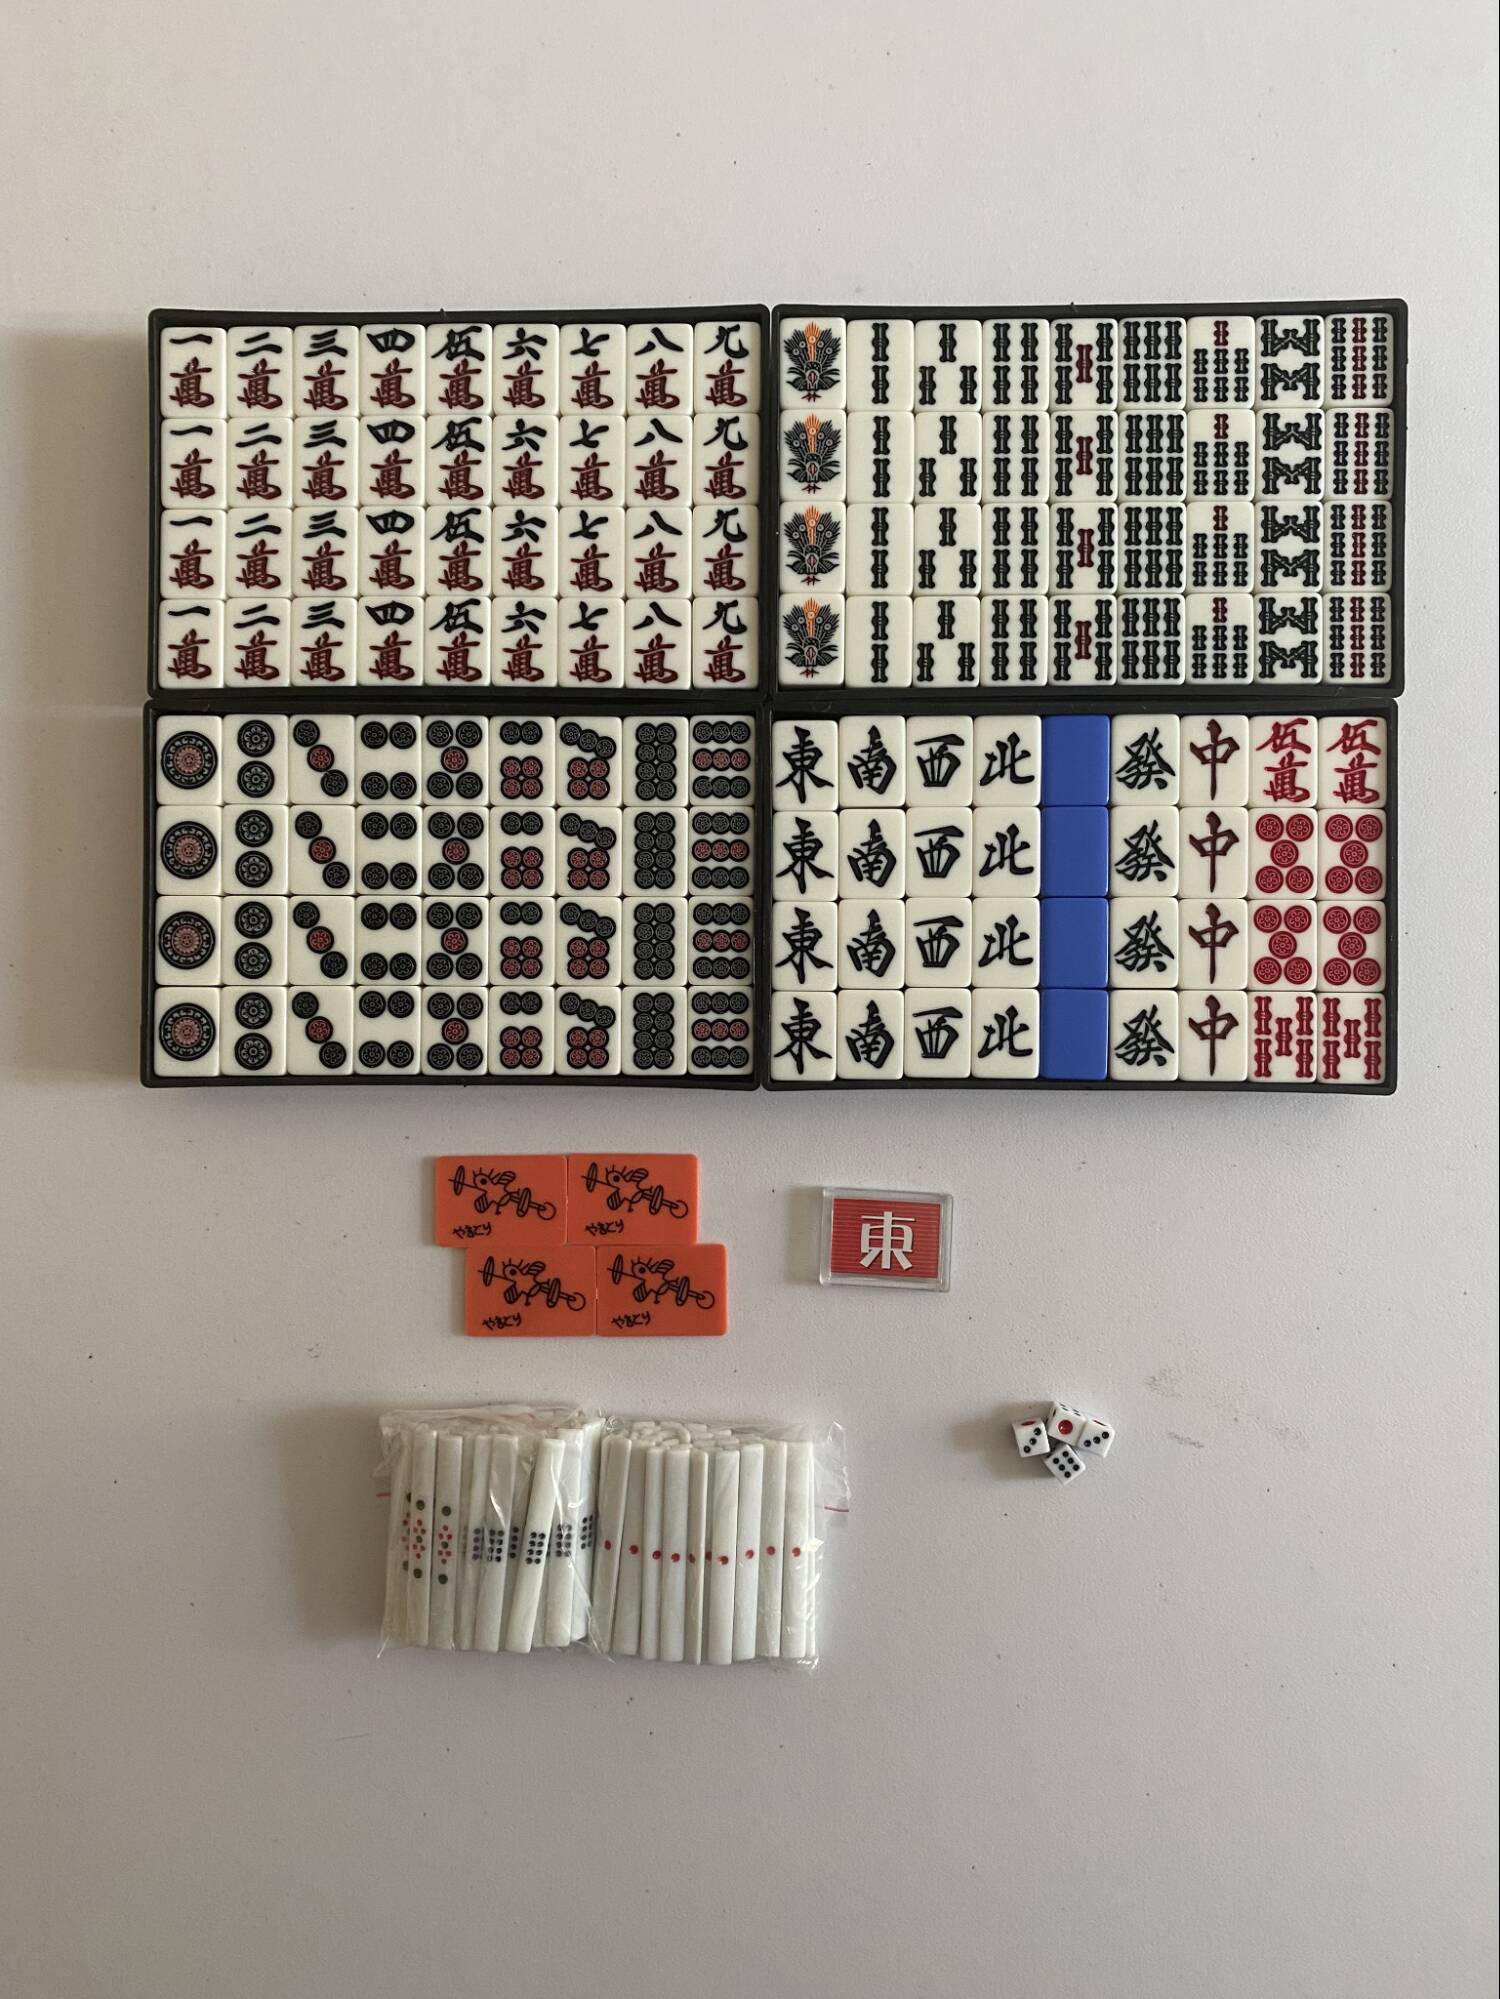 一 二 三 四 伍 六 七 八 九
萬 萬 萬 萬 萬 萬 萬 萬 萬
一 二 三 四 伍 六 七 八 九
萬 萬 萬 萬 萬 萬 萬 萬 萬
一 二 三 四 伍 六 七 八 九
萬 萬 萬 萬 萬 萬 萬 萬 萬
一 二 三 四 伍 六 七 八 九
萬 萬 萬 萬 萬 萬 萬 萬 萬
東 南 西 北 發 中 伍 伍
萬 萬
東 南 西 北 發 中
東 南 西 北 發 中
東 南 西 北 發 中
やきとり やきとり
やきとり やきとり
東